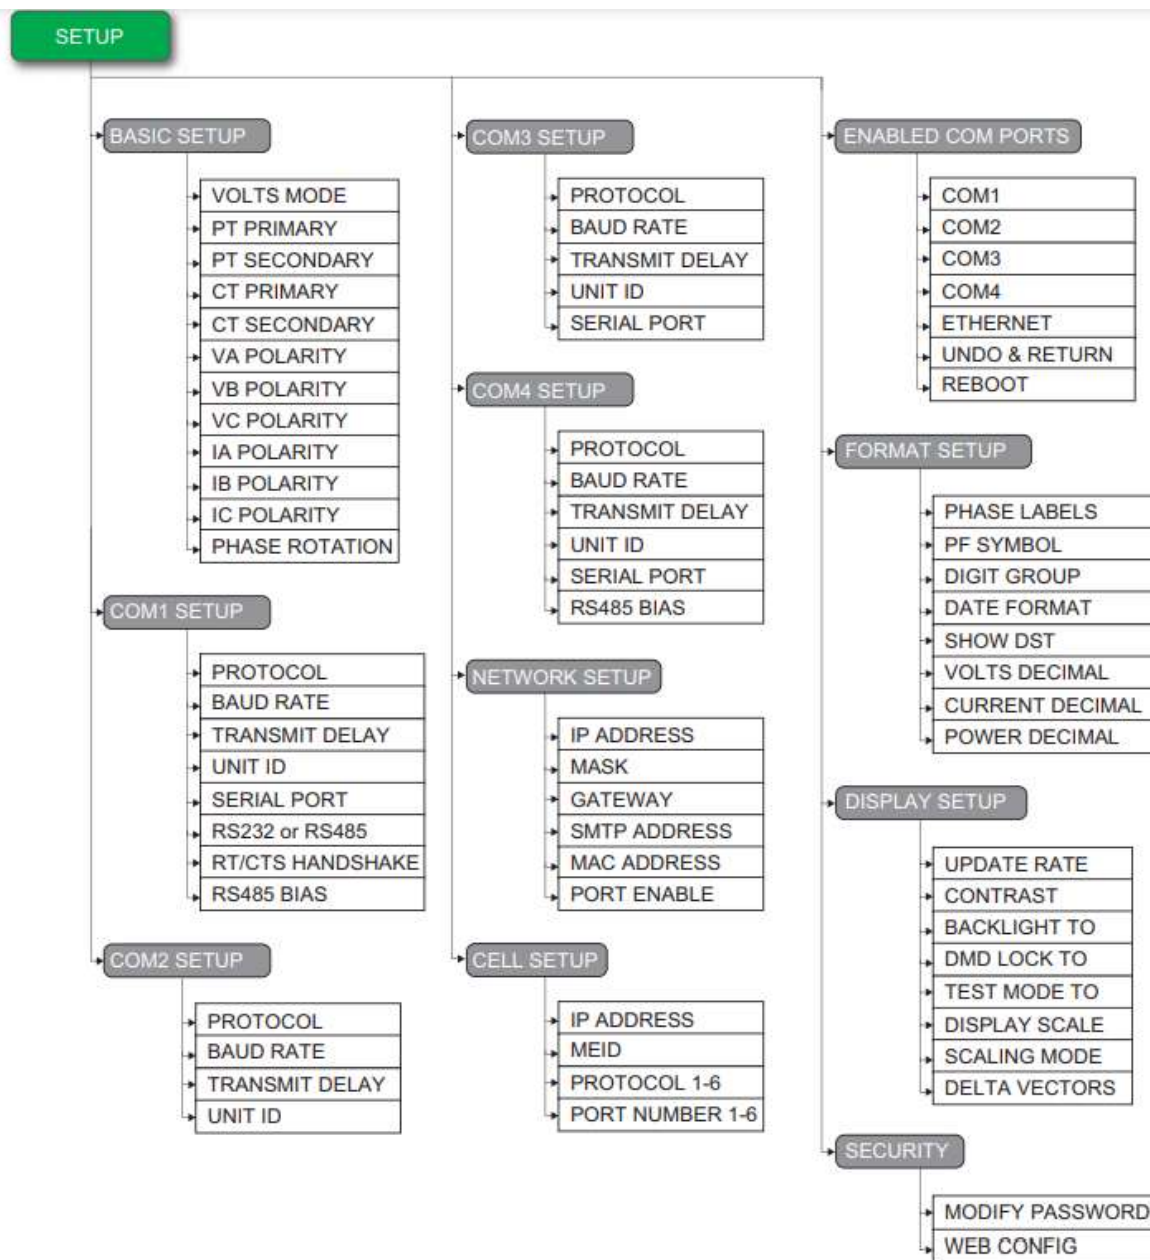 SETUP
BASIC SETUP
VOLTS MODE
PT PRIMARY
PT SECONDARY
CT PRIMARY
CT SECONDARY
VA POLARITY
VB POLARITY
VC POLARITY
IA POLARITY
IB POLARITY
IC POLARITY
PHASE ROTATION
COM1 SETUP
PROTOCOL
BAUD RATE
TRANSMIT DELAY
UNIT ID
SERIAL PORT
RS232 or RS485
RT/CTS HANDSHAKE
RS485 BIAS
COM2 SETUP
PROTOCOL
BAUD RATE
TRANSMIT DELAY
UNIT ID
COM3 SETUP
PROTOCOL
BAUD RATE
TRANSMIT DELAY
UNIT ID
SERIAL PORT
COM4 SETUP
PROTOCOL
BAUD RATE
TRANSMIT DELAY
UNIT ID
SERIAL PORT
RS485 BIAS
NETWORK SETUP
IP ADDRESS
MASK
GATEWAY
SMTP ADDRESS
MAC ADDRESS
PORT ENABLE
CELL SETUP
IP ADDRESS
MEID
PROTOCOL 1-6
PORT NUMBER 1-6
ENABLED COM PORTS
COM1
COM2
COM3
COM4
ETHERNET
UNDO & RETURN
REBOOT
FORMAT SETUP
PHASE LABELS
PF SYMBOL
DIGIT GROUP
DATE FORMAT
SHOW DST
VOLTS DECIMAL
CURRENT DECIMAL
POWER DECIMAL
DISPLAY SETUP
UPDATE RATE
CONTRAST
BACKLIGHT TO
DMD LOCK TO
TEST MODE TO
DISPLAY SCALE
SCALING MODE
DELTA VECTORS
SECURITY
MODIFY PASSWORD
WEB CONFIG